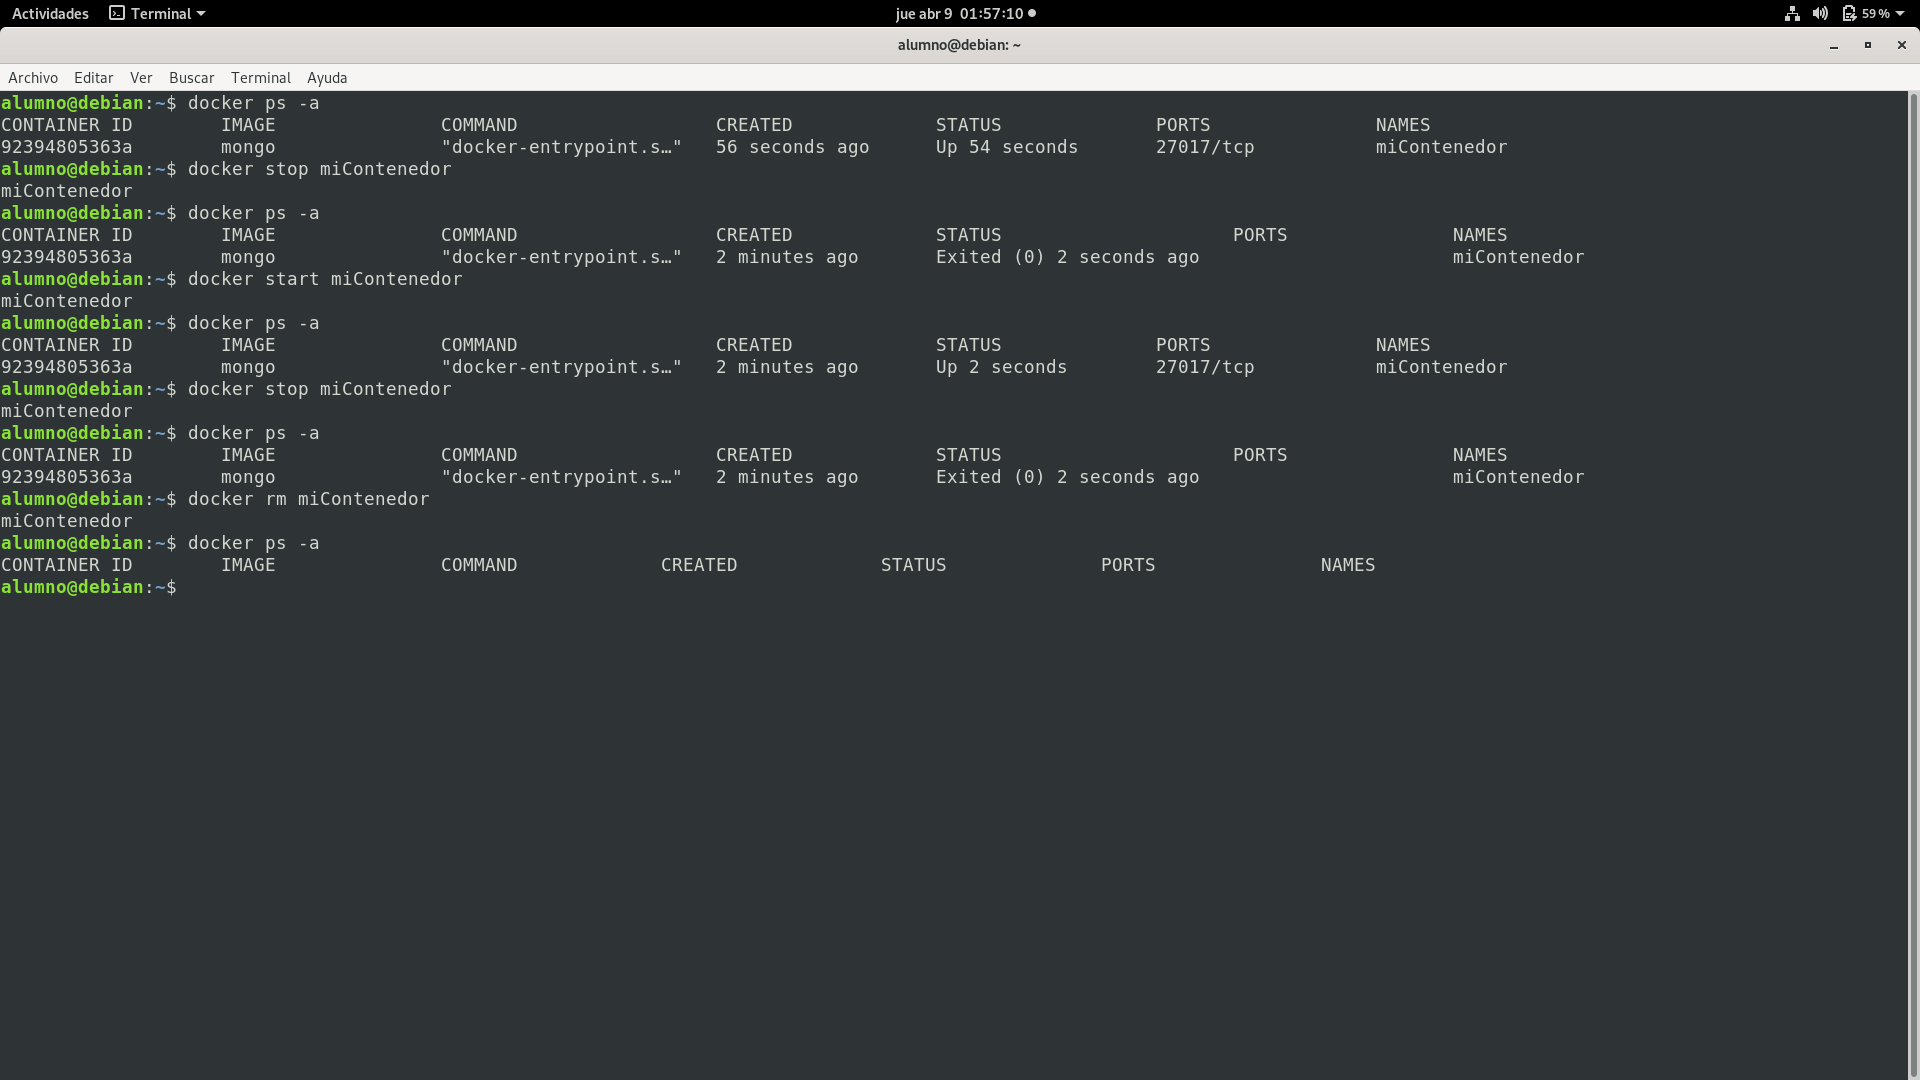 Actividades Terminal jue abr 9 01:57:10 59 %
alumno@debian: ~
Archivo Editar Ver Buscar Terminal Ayuda
alumno@debian:~$ docker ps -a
CONTAINER ID IMAGE COMMAND CREATED STATUS PORTS NAMES
92394805363a mongo "docker-entrypoint.s…" 56 seconds ago Up 54 seconds 27017/tcp miContenedor
alumno@debian:~$ docker stop miContenedor
miContenedor
alumno@debian:~$ docker ps -a
CONTAINER ID IMAGE COMMAND CREATED STATUS PORTS NAMES
92394805363a mongo "docker-entrypoint.s…" 2 minutes ago Exited (0) 2 seconds ago miContenedor
alumno@debian:~$ docker start miContenedor
miContenedor
alumno@debian:~$ docker ps -a
CONTAINER ID IMAGE COMMAND CREATED STATUS PORTS NAMES
92394805363a mongo "docker-entrypoint.s…" 2 minutes ago Up 2 seconds 27017/tcp miContenedor
alumno@debian:~$ docker stop miContenedor
miContenedor
alumno@debian:~$ docker ps -a
CONTAINER ID IMAGE COMMAND CREATED STATUS PORTS NAMES
92394805363a mongo "docker-entrypoint.s…" 2 minutes ago Exited (0) 2 seconds ago miContenedor
alumno@debian:~$ docker rm miContenedor
miContenedor
alumno@debian:~$ docker ps -a
CONTAINER ID IMAGE COMMAND CREATED STATUS PORTS NAMES
alumno@debian:~$